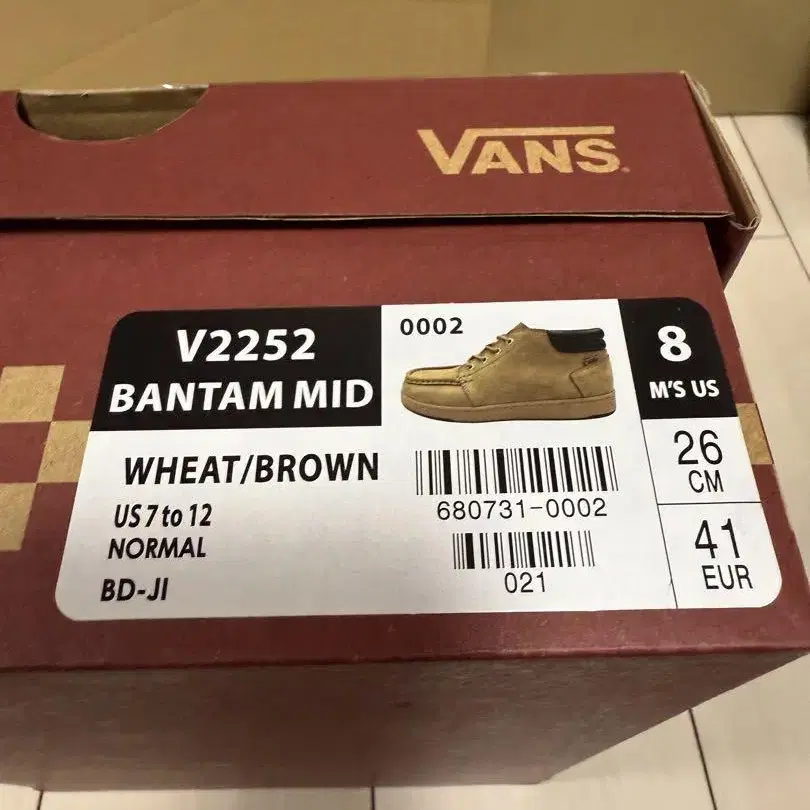 VANS
V2252
BANTAM MID
0002
8
M'S US
WHEAT/BROWN
US 7 to 12
NORMAL
BD-JI
680731-0002
021
26
CM
41
EUR